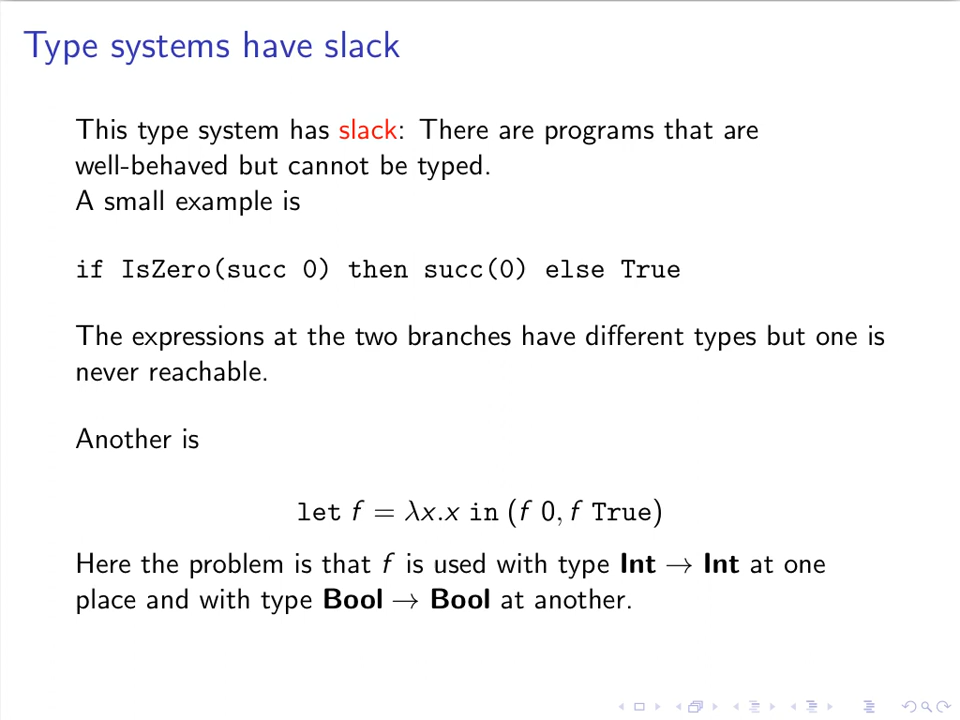 Type systems have slack
This type system has slack: There are programs that are
well-behaved but cannot be typed.
A small example is
if IsZero(succ 0) then succ(0) else True
The expressions at the two branches have different types but one is
never reachable.
Another is
let f = λx.x in (f 0, f True)
Here the problem is that f is used with type Int → Int at one
place and with type Bool → Bool at another.